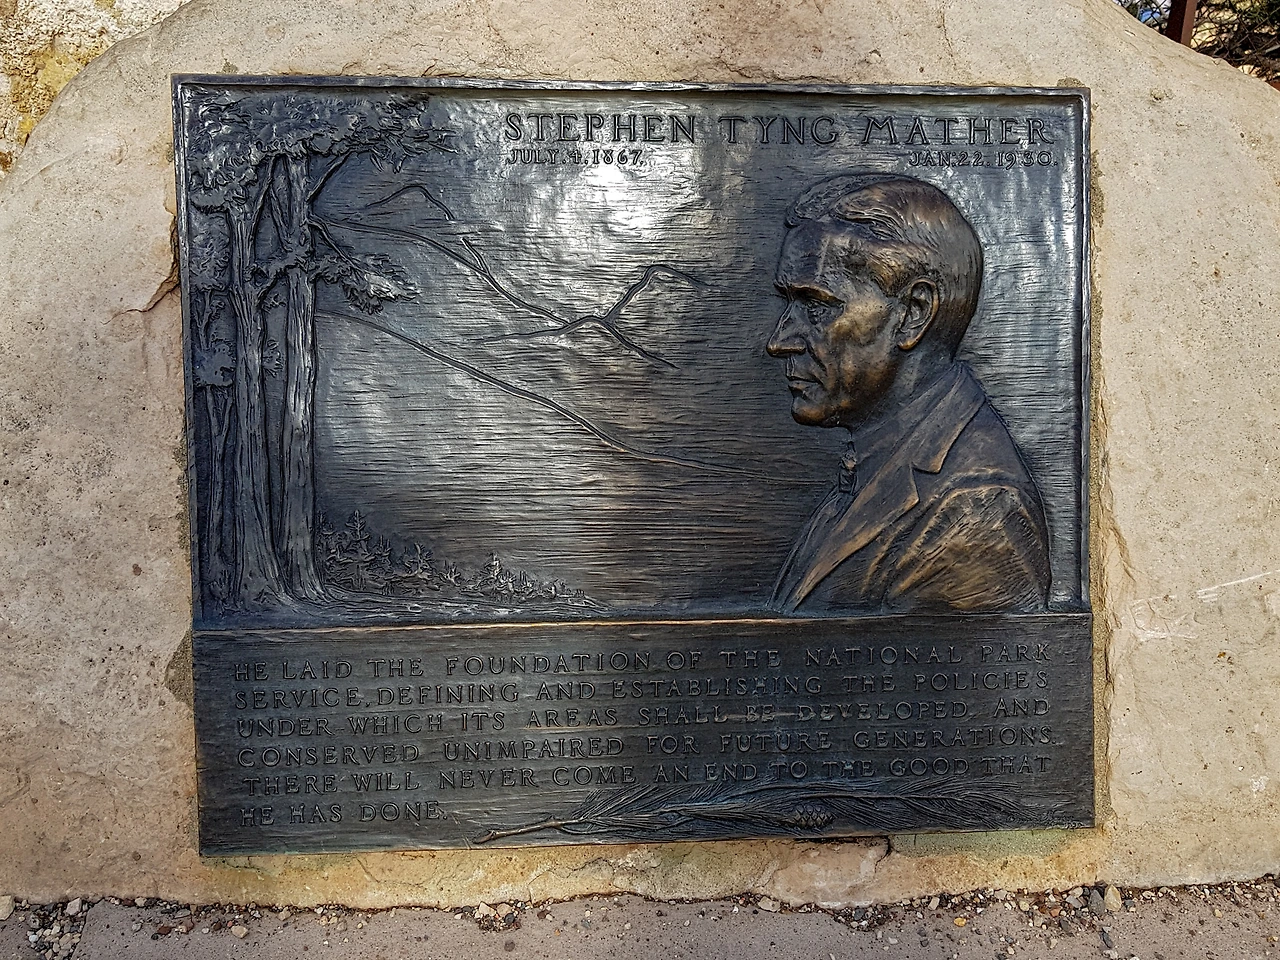 STEPHEN TYNG MATHER
JULY.4.1867. JAN.22.1930.
HE LAID THE FOUNDATION OF THE NATIONAL PARK
SERVICE, DEFINING AND ESTABLISHING THE POLICIES
UNDER WHICH ITS AREAS SHALL BE DEVELOPED AND
CONSERVED UNIMPAIRED FOR FUTURE GENERATIONS.
THERE WILL NEVER COME AN END TO THE GOOD THAT
HE HAS DONE.